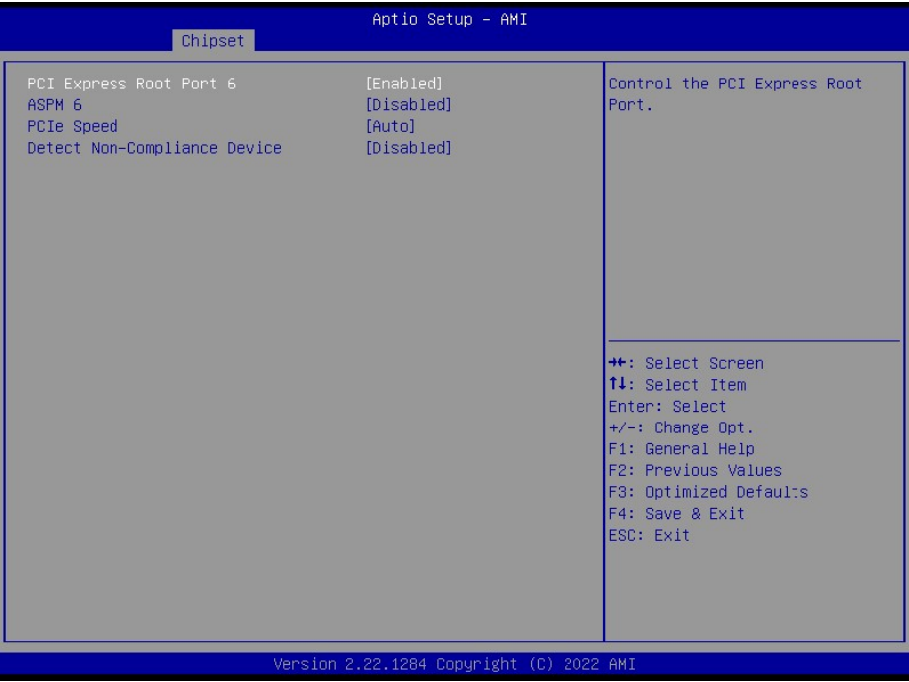 Aptio Setup - AMI
Chipset
PCI Express Root Port 6 [Enabled]
ASPM 6 [Disabled]
PCIe Speed [Auto]
Detect Non-Compliance Device [Disabled]
Control the PCI Express Root
Port.
→←: Select Screen
↑↓: Select Item
Enter: Select
+/-: Change Opt.
F1: General Help
F2: Previous Values
F3: Optimized Defaults
F4: Save & Exit
ESC: Exit
Version 2.22.1284 Copyright (C) 2022 AMI